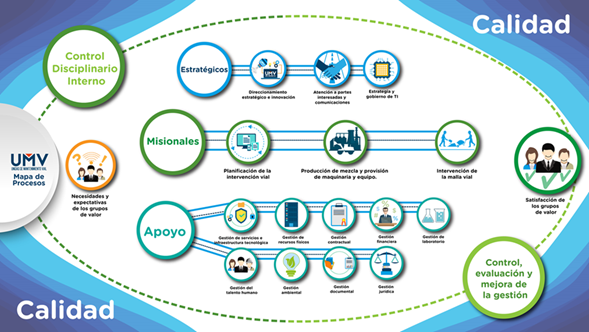 Calidad
Control
Disciplinario
Interno
Estratégicos
UMV
Direccionamiento
estratégico e innovación
Atención a partes
interesadas y
comunicaciones
Estrategia y
gobierno de TI
UMV
UNIDAD DE MANTENIMIENTO VIAL
Mapa de
Procesos
Necesidades y
expectativas
de los grupos
de valor
Misionales
Planificación de la
intervención vial
Producción de mezcla y provisión
de maquinaria y equipo.
Intervención de
la malla vial
Satisfacción de
los grupos
de valor
Apoyo
Gestión de servicios e
infraestructura tecnológica
Gestión de
recursos físicos
Gestión
contractual
Gestión
financiera
Gestión de
laboratorio
Gestión del
talento humano
Gestión
ambiental
Gestión
documental
Gestión
jurídica
Control,
evaluación y
mejora de
la gestión
Calidad